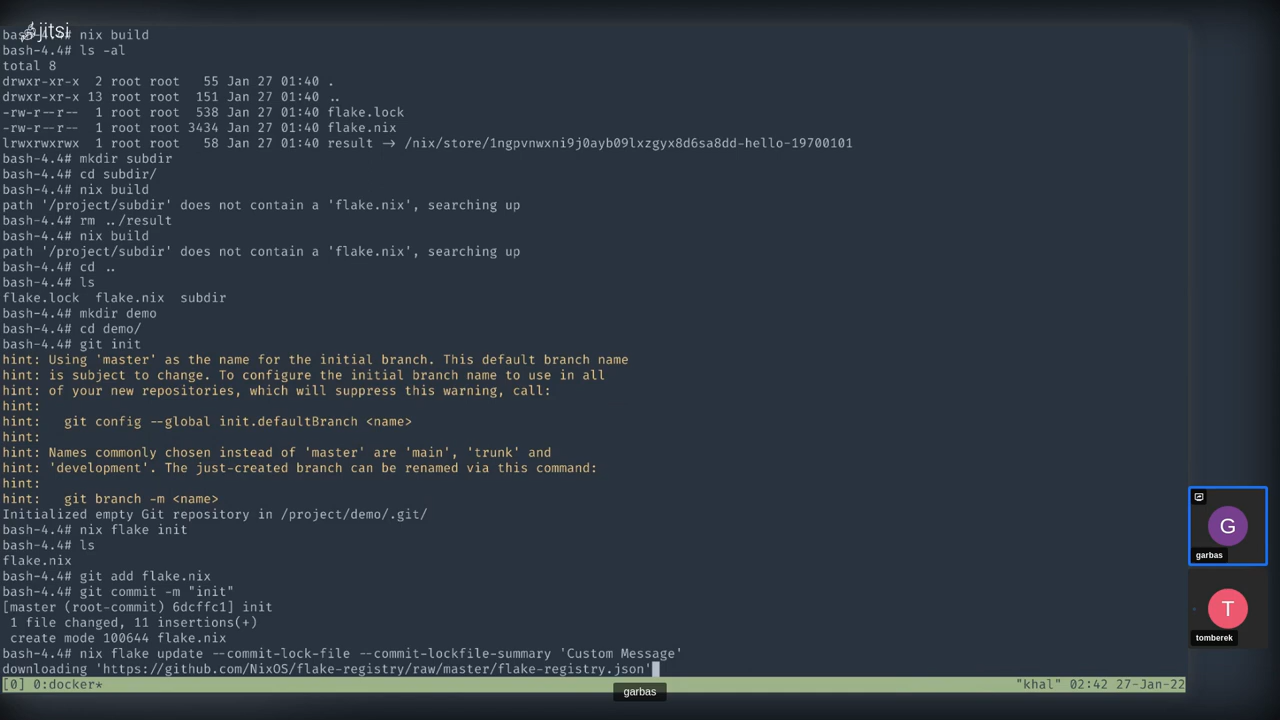 jitsi
bash-4.4# nix build
bash-4.4# ls -al
total 8
drwxr-xr-x  2 root root   55 Jan 27 01:40 .
drwxr-xr-x 13 root root  151 Jan 27 01:40 ..
-rw-r--r--  1 root root  538 Jan 27 01:40 flake.lock
-rw-r--r--  1 root root 3434 Jan 27 01:40 flake.nix
lrwxrwxrwx  1 root root   58 Jan 27 01:40 result -> /nix/store/1ngpvnwxni9j0ayb09lxzgyx8d6sa8dd-hello-19700101
bash-4.4# mkdir subdir
bash-4.4# cd subdir/
bash-4.4# nix build
path '/project/subdir' does not contain a 'flake.nix', searching up
bash-4.4# rm ../result
bash-4.4# nix build
path '/project/subdir' does not contain a 'flake.nix', searching up
bash-4.4# cd ..
bash-4.4# ls
flake.lock  flake.nix  subdir
bash-4.4# mkdir demo
bash-4.4# cd demo/
bash-4.4# git init
hint: Using 'master' as the name for the initial branch. This default branch name
hint: is subject to change. To configure the initial branch name to use in all
hint: of your new repositories, which will suppress this warning, call:
hint:
hint:   git config --global init.defaultBranch <name>
hint:
hint: Names commonly chosen instead of 'master' are 'main', 'trunk' and
hint: 'development'. The just-created branch can be renamed via this command:
hint:
hint:   git branch -m <name>
Initialized empty Git repository in /project/demo/.git/
bash-4.4# nix flake init
bash-4.4# ls
flake.nix
bash-4.4# git add flake.nix
bash-4.4# git commit -m "init"
[master (root-commit) 6dcffc1] init
 1 file changed, 11 insertions(+)
 create mode 100644 flake.nix
bash-4.4# nix flake update --commit-lock-file --commit-lockfile-summary 'Custom Message'
downloading 'https://github.com/NixOS/flake-registry/raw/master/flake-registry.json'
[0] 0:docker*
"khal" 02:42 27-Jan-22
garbas
G
garbas
T
tomberek